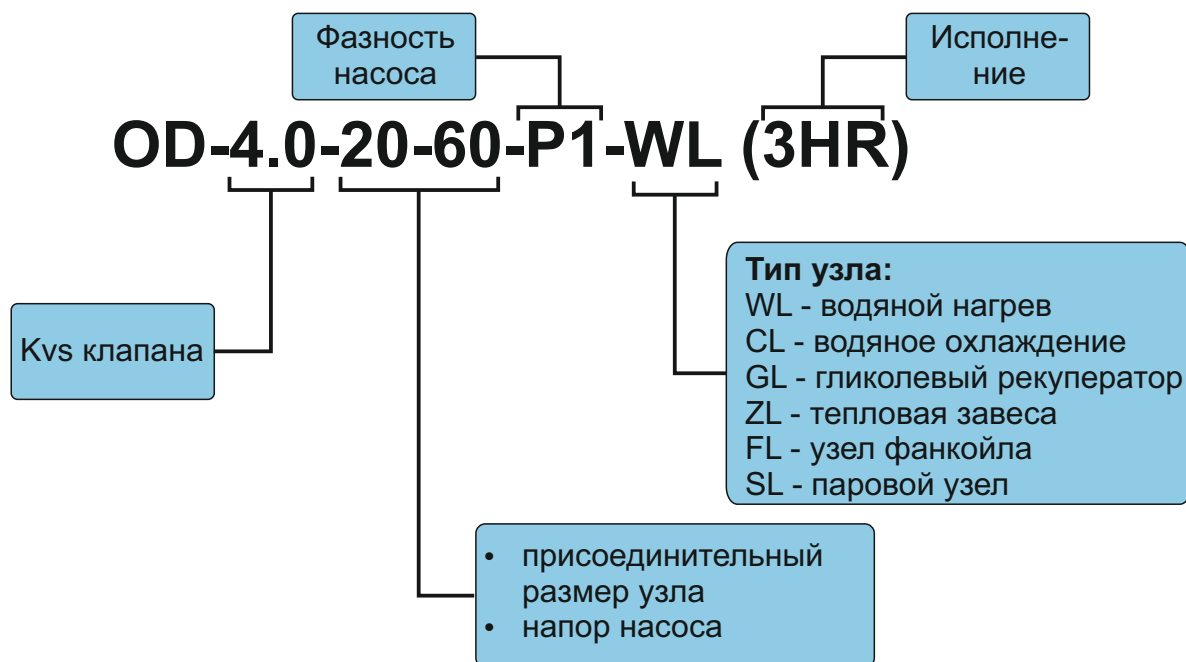 Фазность
насоса
Исполне-
ние
OD-4.0-20-60-P1-WL (3HR)
Kvs клапана
Тип узла:
WL - водяной нагрев
CL - водяное охлаждение
GL - гликолевый рекуператор
ZL - тепловая завеса
FL - узел фанкойла
SL - паровой узел
• присоединительный
размер узла
• напор насоса